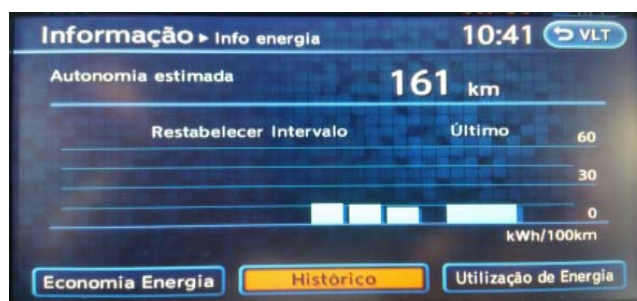 Informação ▸ Info energia 10:41 VLT
Autonomia estimada 161 km
Restabelecer Intervalo Último 60
30
0
kWh/100km
Economia Energia Histórico Utilização de Energia